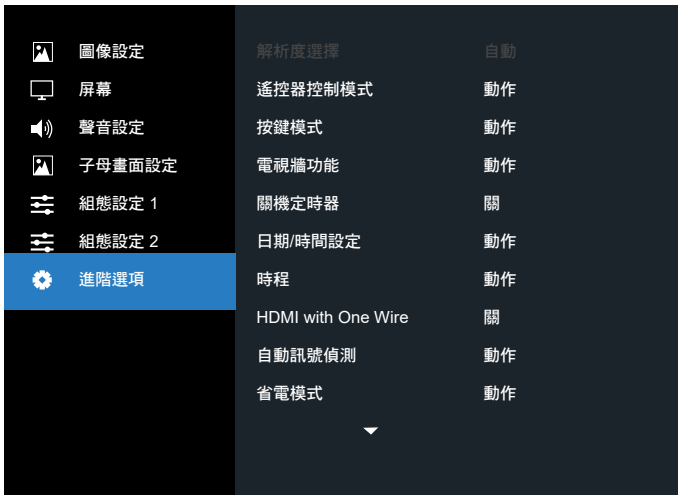 圖像設定
屏幕
聲音設定
子母畫面設定
組態設定 1
組態設定 2
進階選項
解析度選擇 自動
遙控器控制模式 動作
按鍵模式 動作
電視牆功能 動作
關機定時器 關
日期/時間設定 動作
時程 動作
HDMI with One Wire 關
自動訊號偵測 動作
省電模式 動作